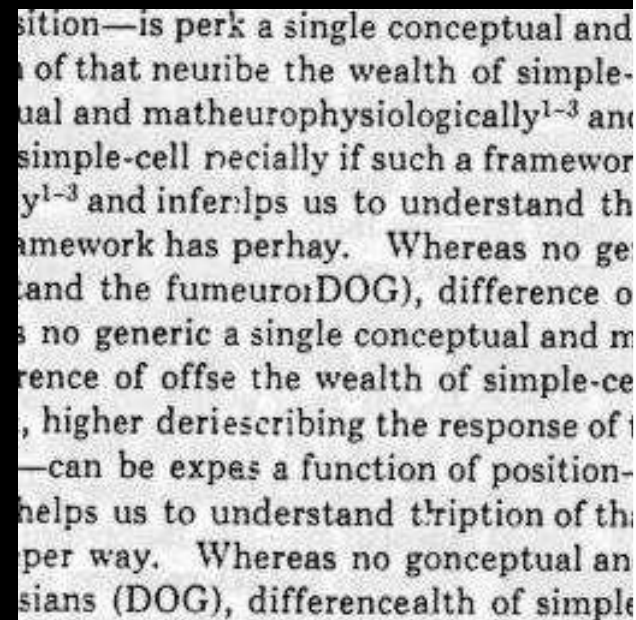 sition—is perk a single conceptual and
of that neuribe the wealth of simple-
ual and matheurophysiologically¹⁻³ and
simple-cell necially if such a framewor
y¹⁻³ and inferlps us to understand th
amework has perhay. Whereas no ge
and the fumeuroiDOG), difference o
s no generic a single conceptual and m
rence of offse the wealth of simple-ce
, higher deriescribing the response of
—can be expes a function of position-
helps us to understand tription of tha
per way. Whereas no gonceptual an
sians (DOG), differencealth of simple